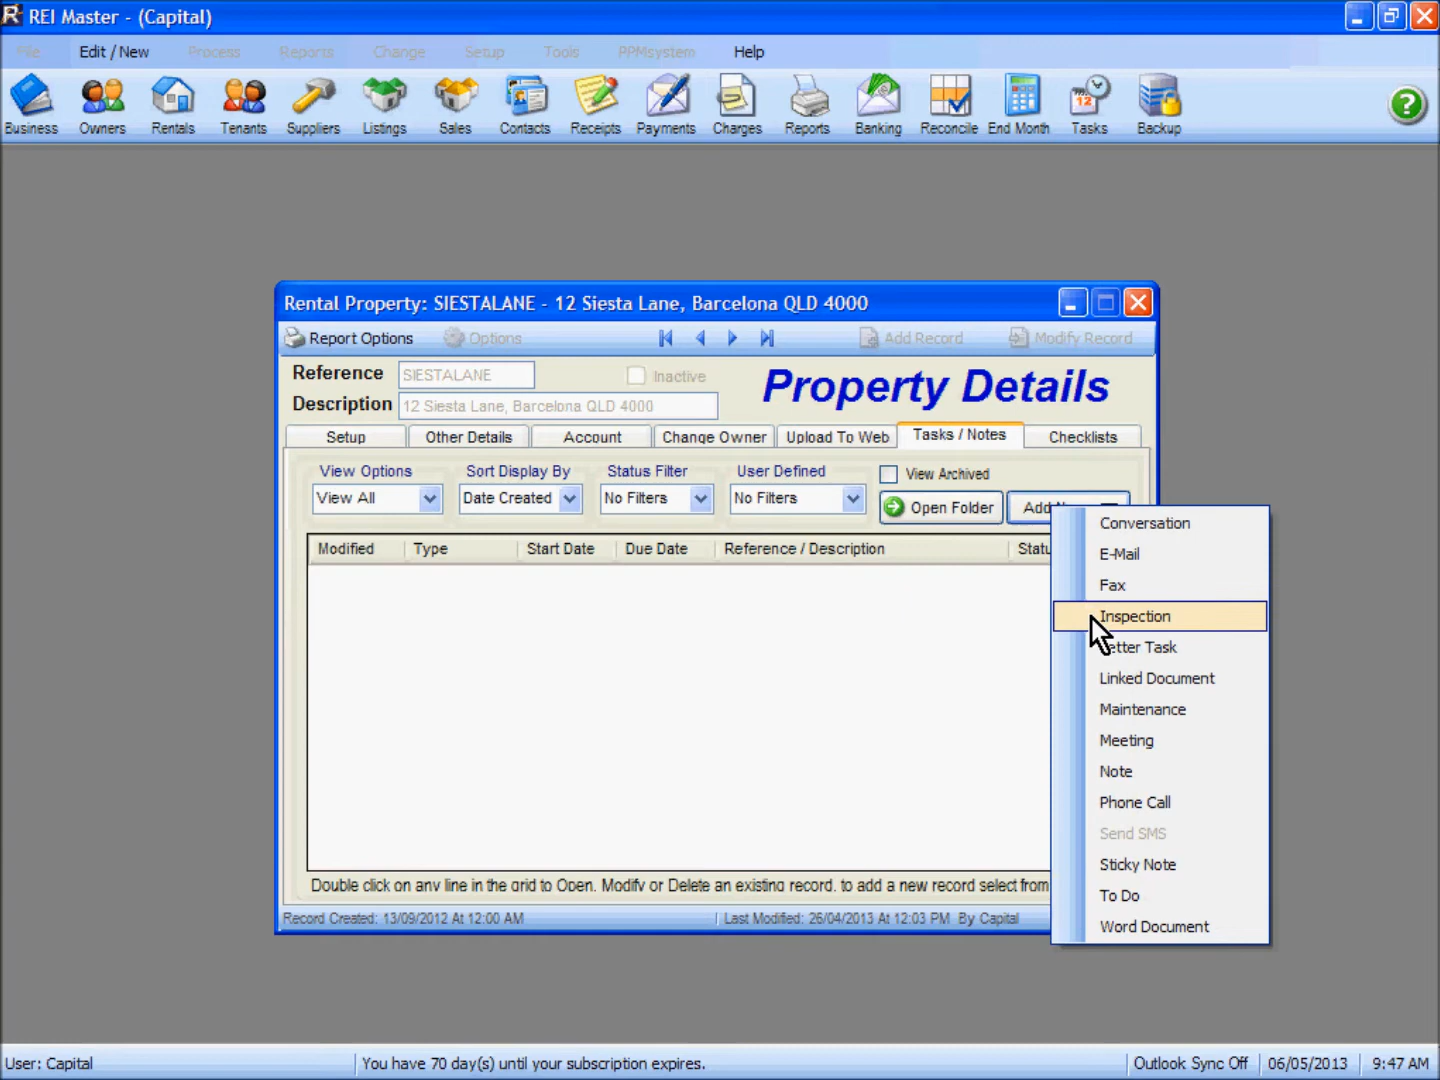 REI Master - (Capital)
File Edit / New Process Reports Change Setup Tools PPMsystem Help
Business Owners Rentals Tenants Suppliers Listings Sales Contacts Receipts Payments Charges Reports Banking Reconcile End Month Tasks Backup
Rental Property: SIESTALANE - 12 Siesta Lane, Barcelona QLD 4000
Report Options Options Add Record Modify Record
Reference SIESTALANE Inactive
Property Details
Description 12 Siesta Lane, Barcelona QLD 4000
Setup Other Details Account Change Owner Upload To Web Tasks / Notes Checklists
View Options Sort Display By Status Filter User Defined View Archived
View All Date Created No Filters No Filters Open Folder
Modified Type Start Date Due Date Reference / Description
Conversation
E-Mail
Fax
Inspection
Task
Linked Document
Maintenance
Meeting
Note
Phone Call
Send SMS
Sticky Note
To Do
Word Document
Double click on any line in the grid to Open, Modify or Delete an existing record, to add a new record select from
Record Created: 13/09/2012 At 12:00 AM Last Modified: 26/04/2013 At 12:03 PM By Capital
User: Capital You have 70 day(s) until your subscription expires. Outlook Sync Off 06/05/2013 9:47 AM